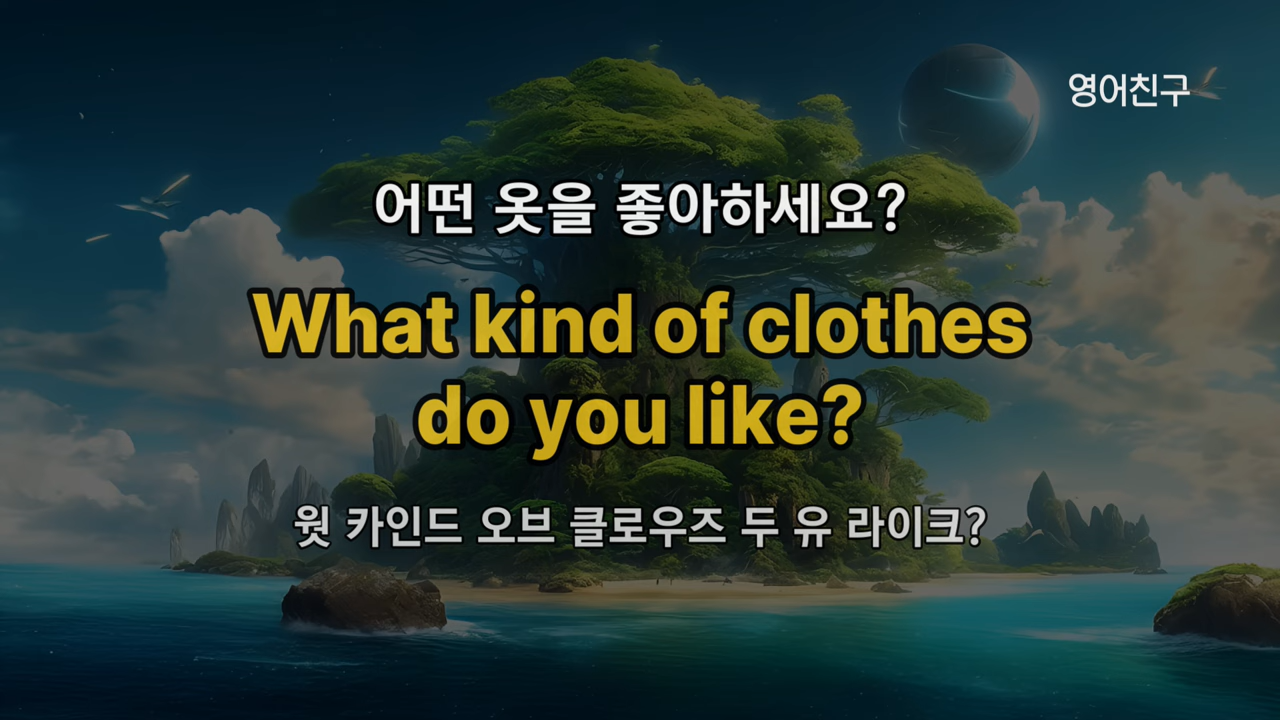 영어친구
어떤 옷을 좋아하세요?
What kind of clothes
do you like?
웟 카인드 오브 클로우즈 두 유 라이크?